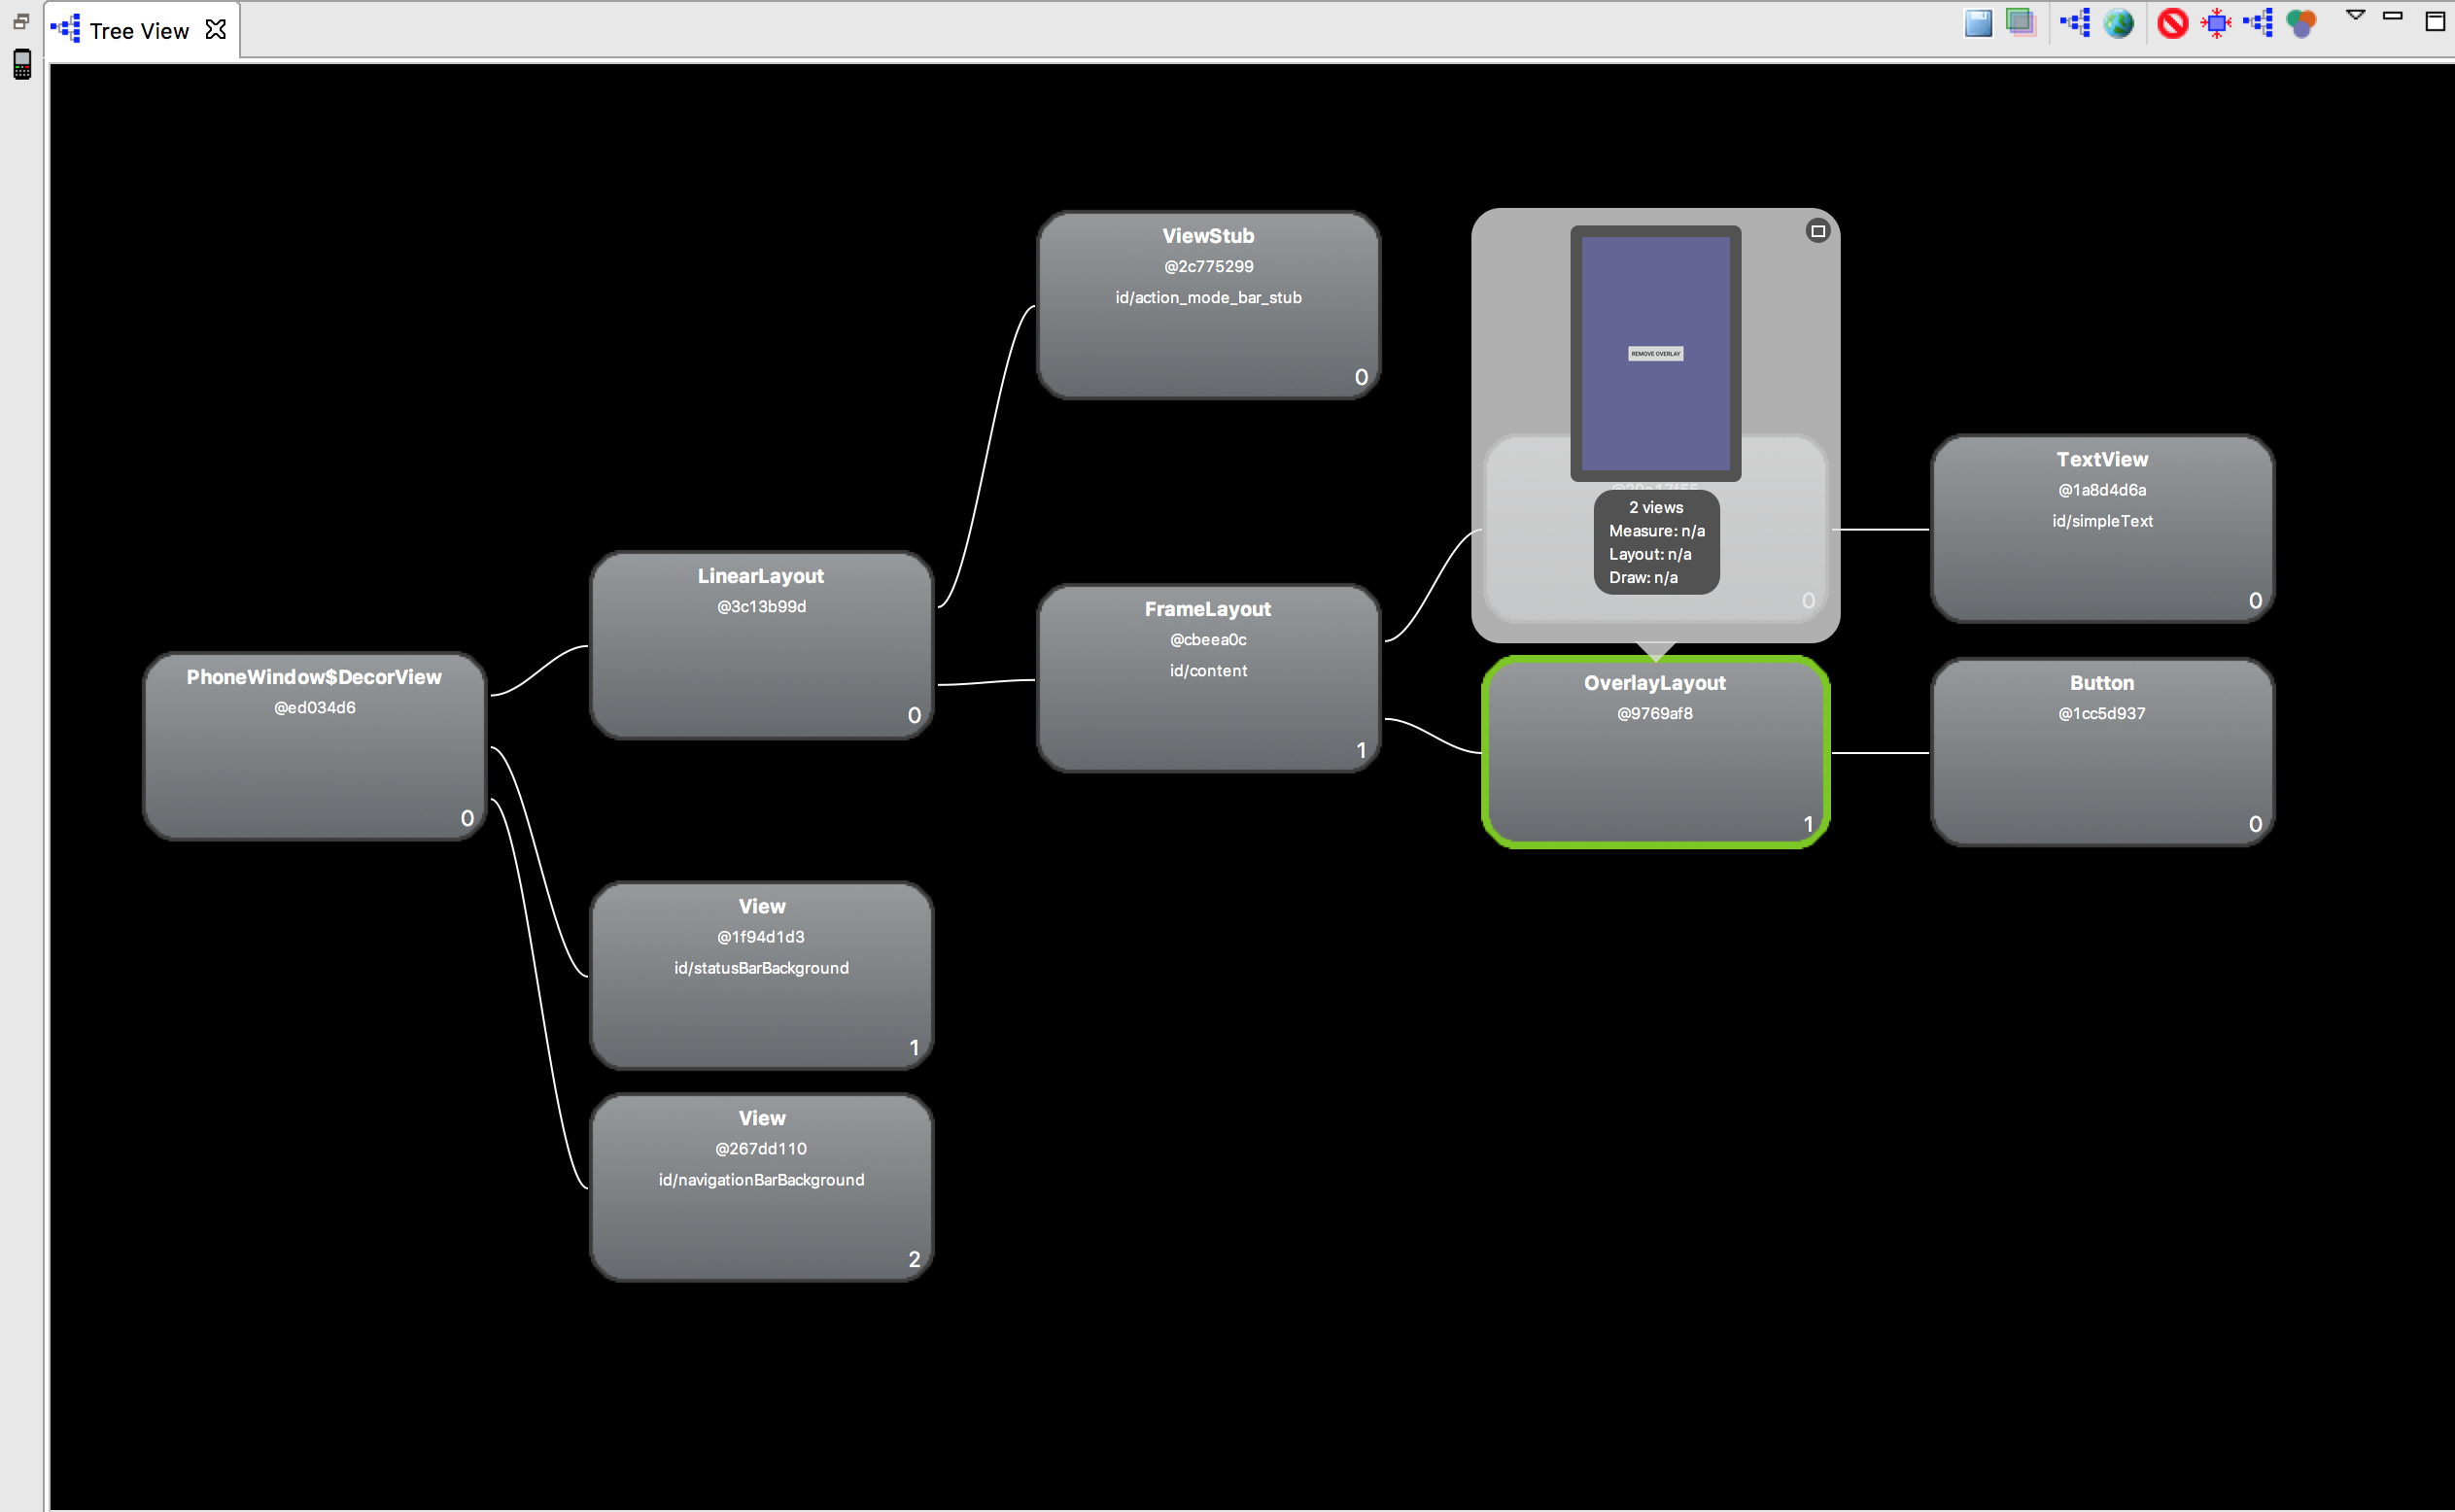 Tree View
ViewStub
@2c775299
id/action_mode_bar_stub
0
REMOVE OVERLAY
2 views
Measure: n/a
Layout: n/a
Draw: n/a
0
TextView
@1a8d4d6a
id/simpleText
0
LinearLayout
@3c13b99d
0
FrameLayout
@cbeea0c
id/content
1
PhoneWindow$DecorView
@ed034d6
0
OverlayLayout
@9769af8
1
Button
@1cc5d937
0
View
@1f94d1d3
id/statusBarBackground
1
View
@267dd110
id/navigationBarBackground
2